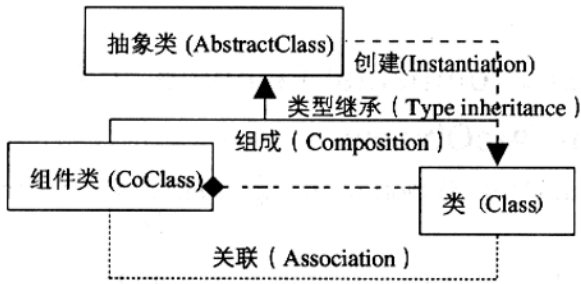 抽象类 (AbstractClass)
创建(Instantiation)
类型继承（Type inheritance）
组成（Composition）
组件类 (CoClass)
类（Class）
关联（Association）